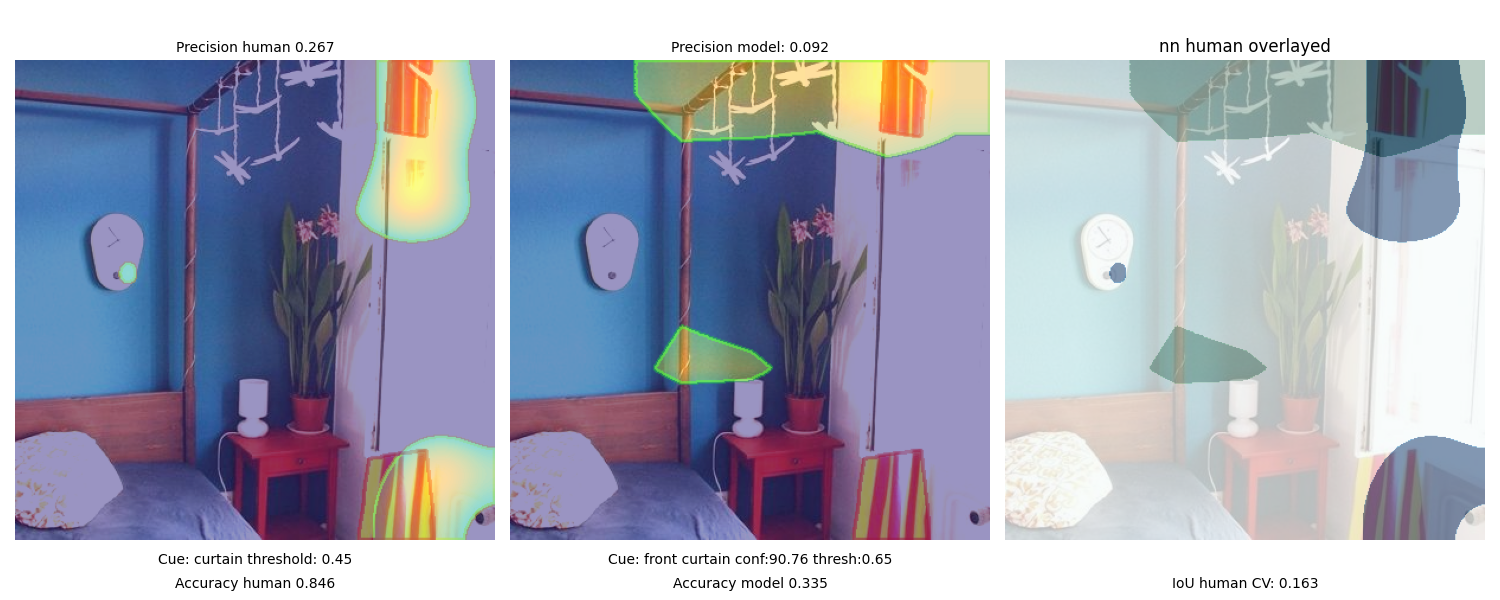 Precision human 0.267
Precision model: 0.092
nn human overlayed
Cue: curtain threshold: 0.45
Accuracy human 0.846
Cue: front curtain conf:90.76 thresh:0.65
Accuracy model 0.335
IoU human CV: 0.163